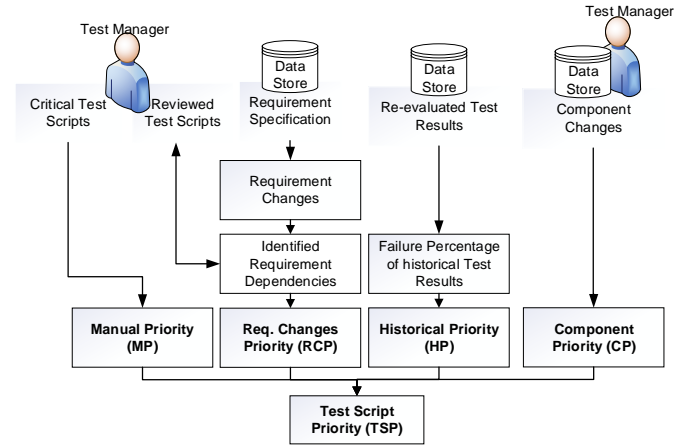 Test Manager
Test Manager
Data
Store
Data
Store
Data
Store
Critical Test
Scripts
Reviewed
Test Scripts
Requirement
Specification
Re-evaluated Test
Results
Component
Changes
Requirement
Changes
Identified
Requirement
Dependencies
Failure Percentage
of historical Test
Results
Manual Priority
(MP)
Req. Changes
Priority (RCP)
Historical Priority
(HP)
Component
Priority (CP)
Test Script
Priority (TSP)